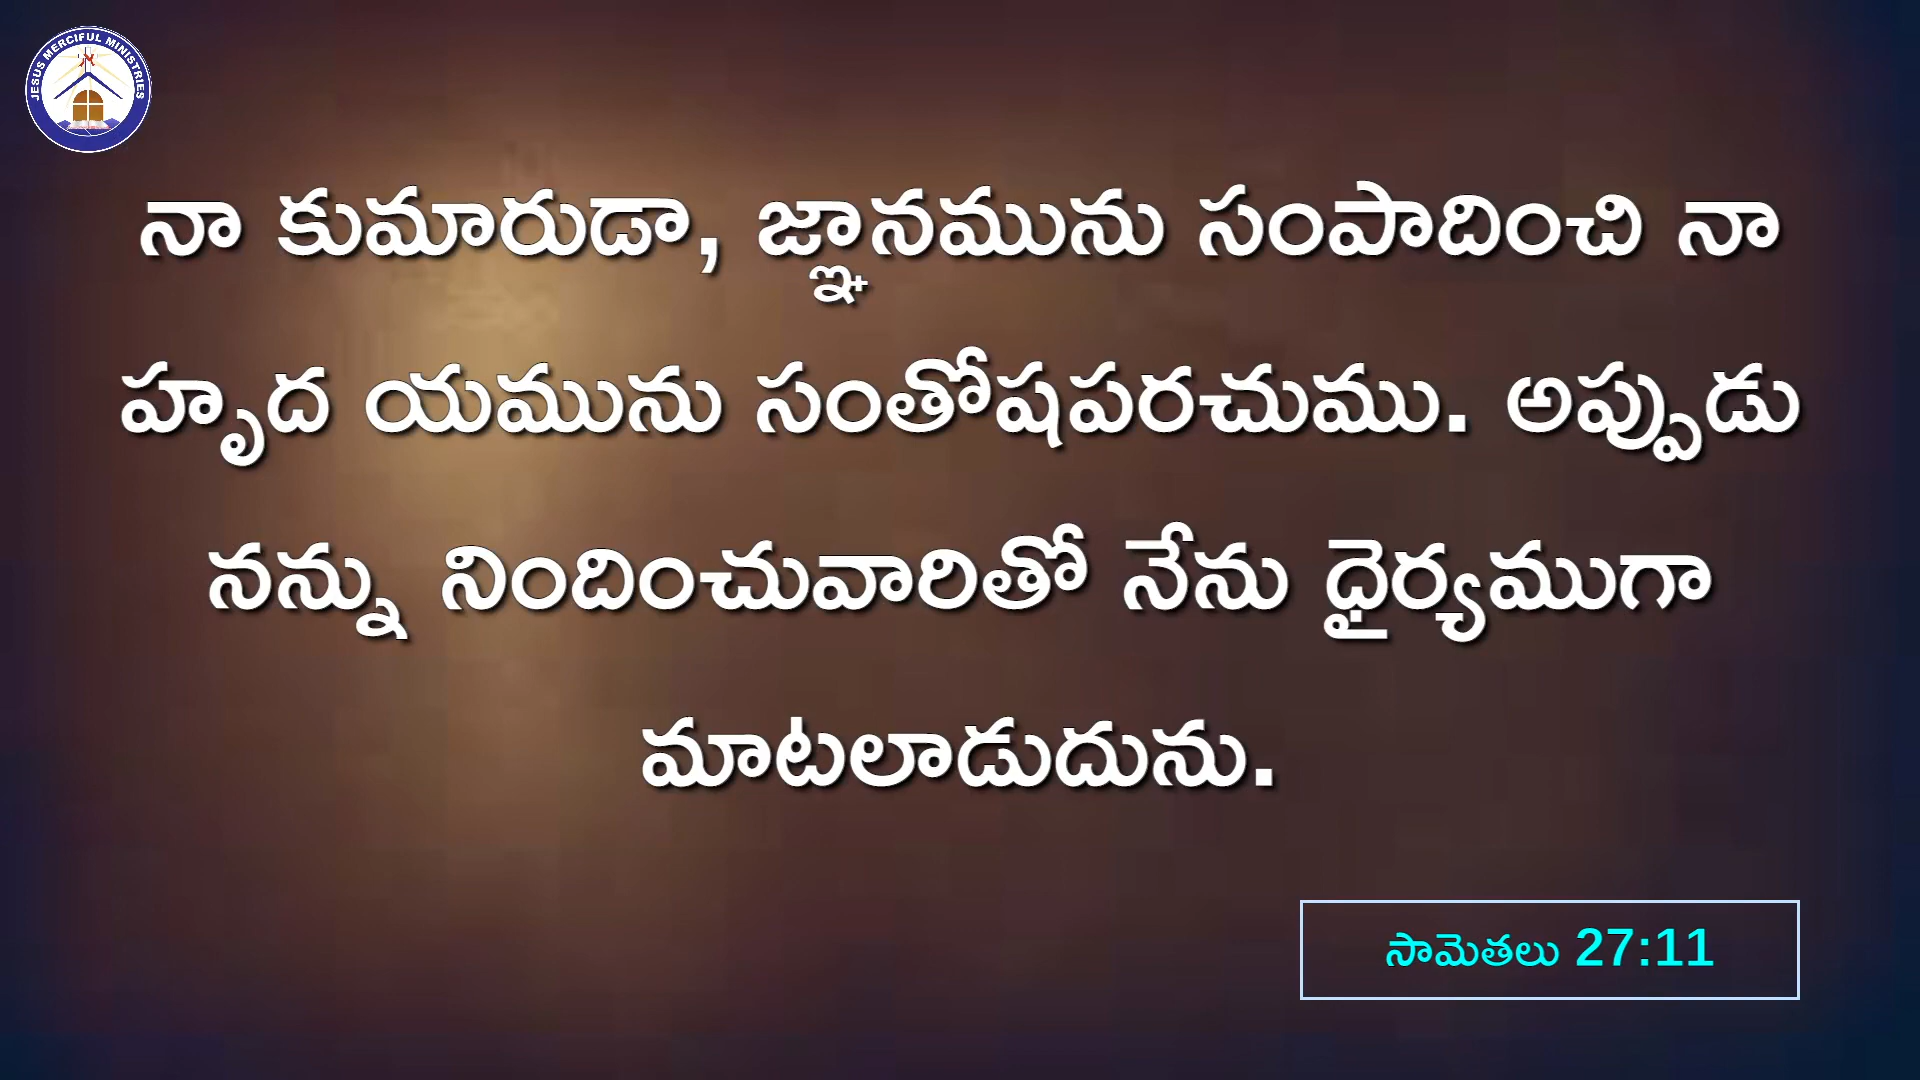 JESUS MERCIFUL MINISTRIES
నా కుమారుడా, జ్ఞానమును సంపాదించి నా
హృద యమును సంతోషపరచుము. అప్పుడు
నన్ను నిందించువారితో నేను ధైర్యముగా
మాటలాడుదును.
సామెతలు 27:11